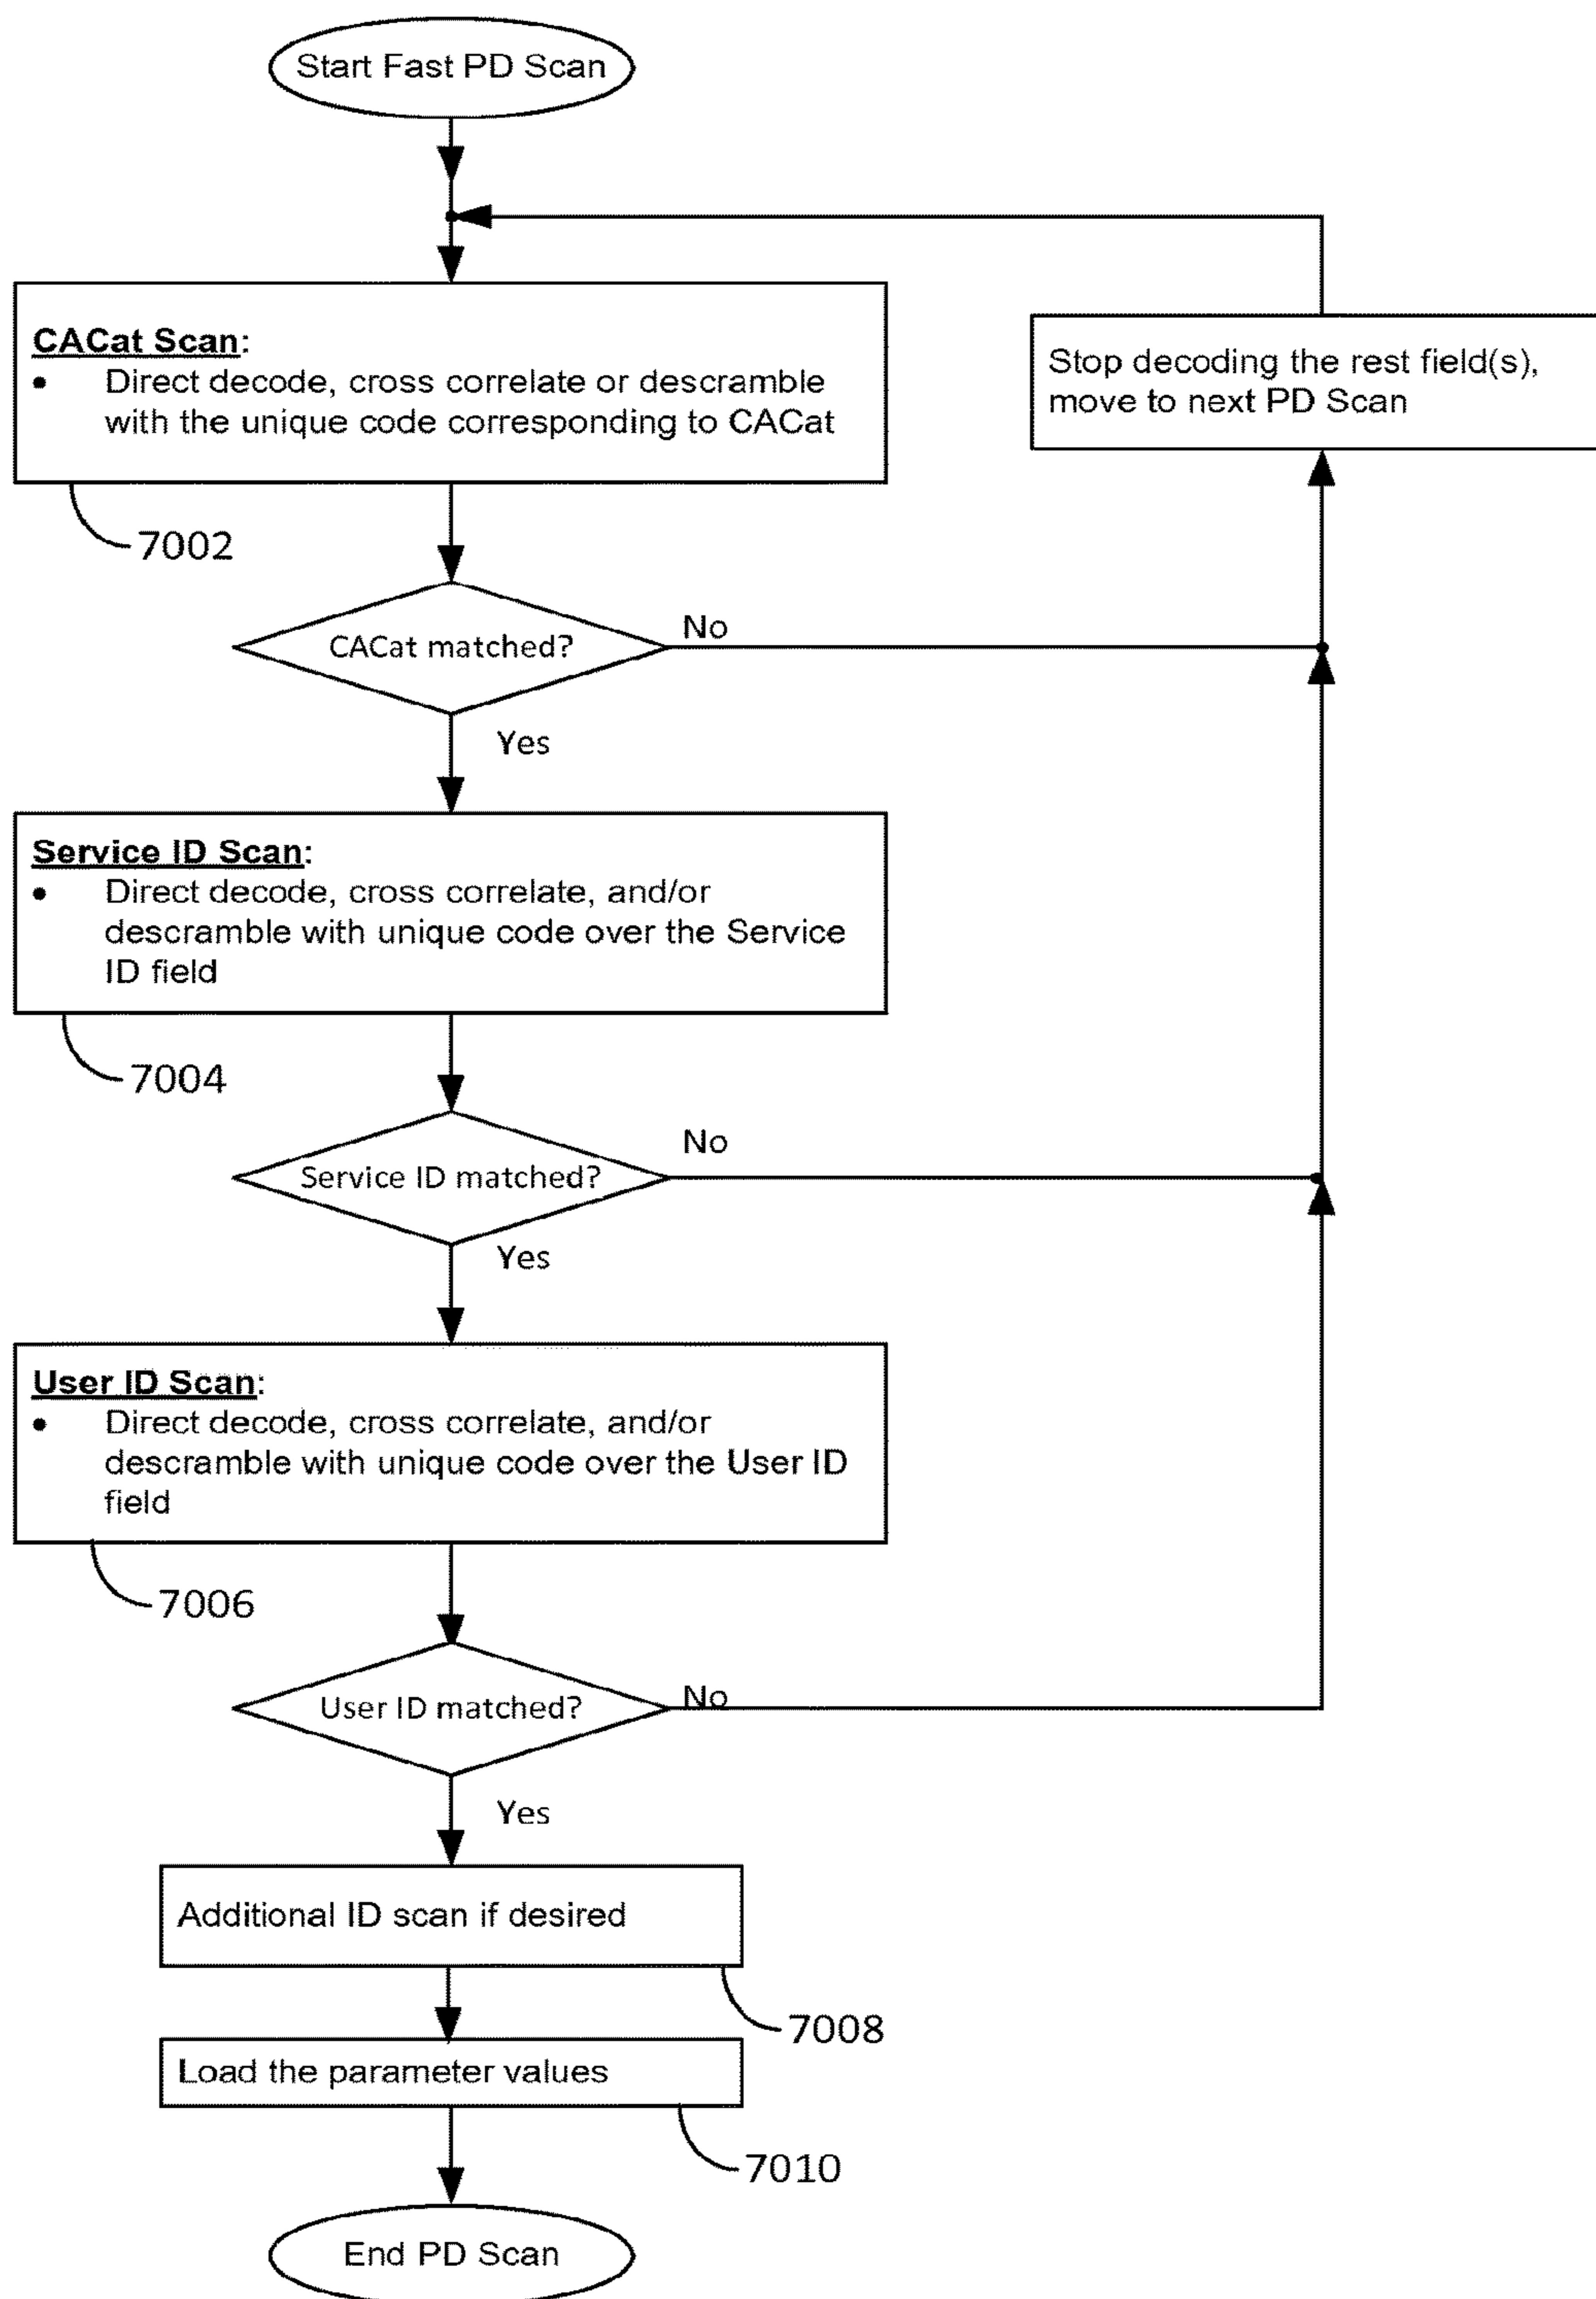 Start Fast PD Scan
CACat Scan:
• Direct decode, cross correlate or descramble
with the unique code corresponding to CACat
Stop decoding the rest field(s),
move to next PD Scan
7002
CACat matched?
No
Yes
Service ID Scan:
• Direct decode, cross correlate, and/or
descramble with unique code over the Service
ID field
7004
Service ID matched?
No
Yes
User ID Scan:
• Direct decode, cross correlate, and/or
descramble with unique code over the User ID
field
7006
User ID matched?
No
Yes
Additional ID scan if desired
7008
Load the parameter values
7010
End PD Scan